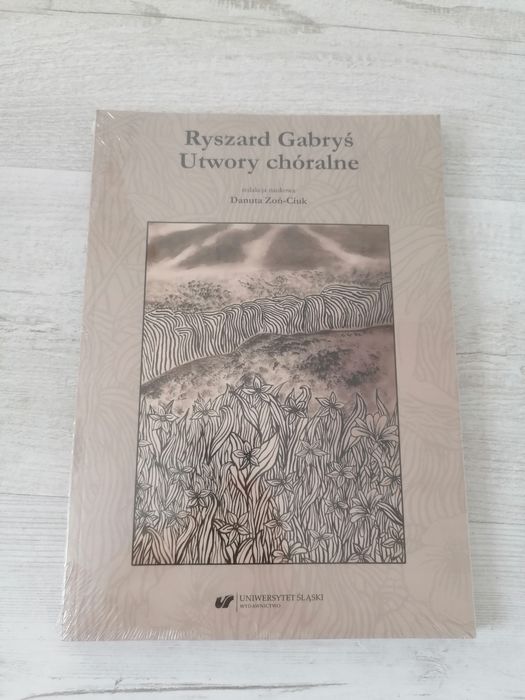 Ryszard Gabryś
Utwory chóralne
redakcja naukowa
Danuta Zoń-Ciuk
UNIWERSYTET ŚLĄSKI
WYDAWNICTWO